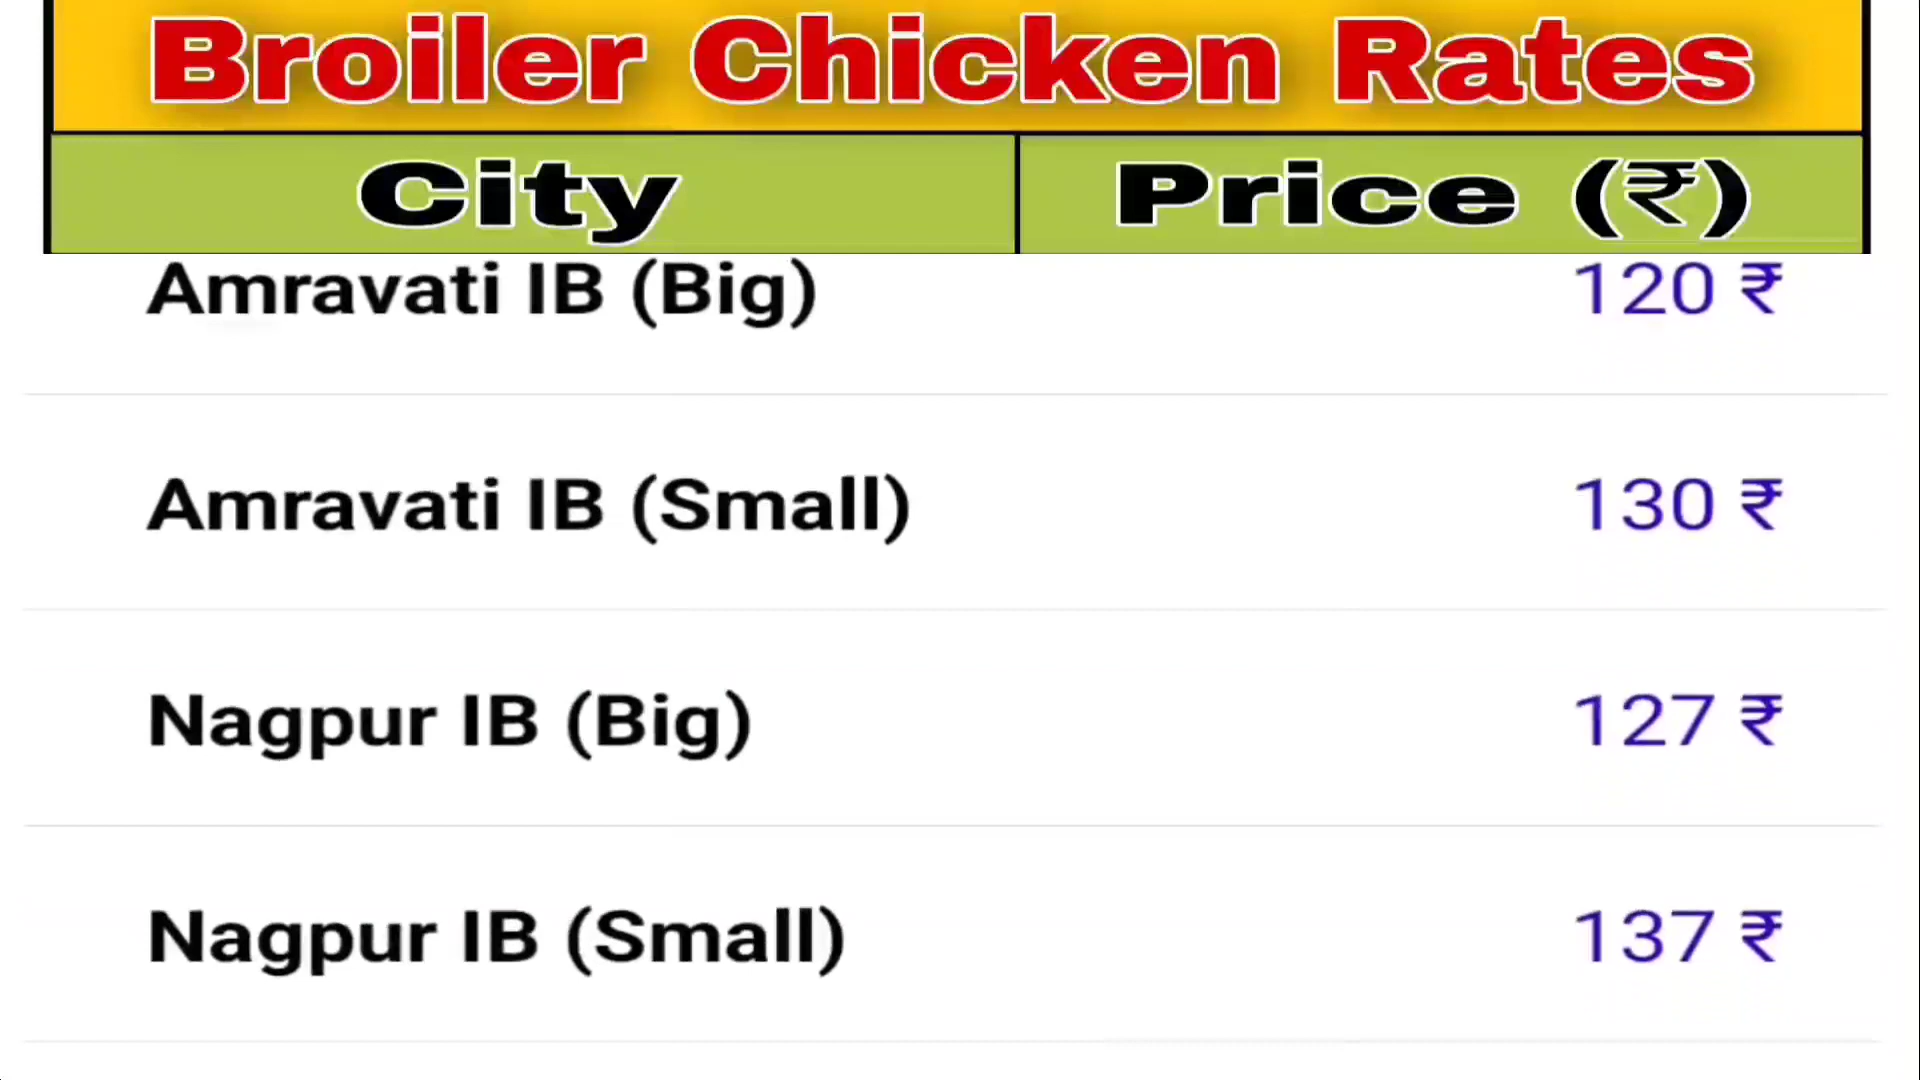 Broiler Chicken Rates
City Price (₹)
Amravati IB (Big) 120 ₹
Amravati IB (Small) 130 ₹
Nagpur IB (Big) 127 ₹
Nagpur IB (Small) 137 ₹